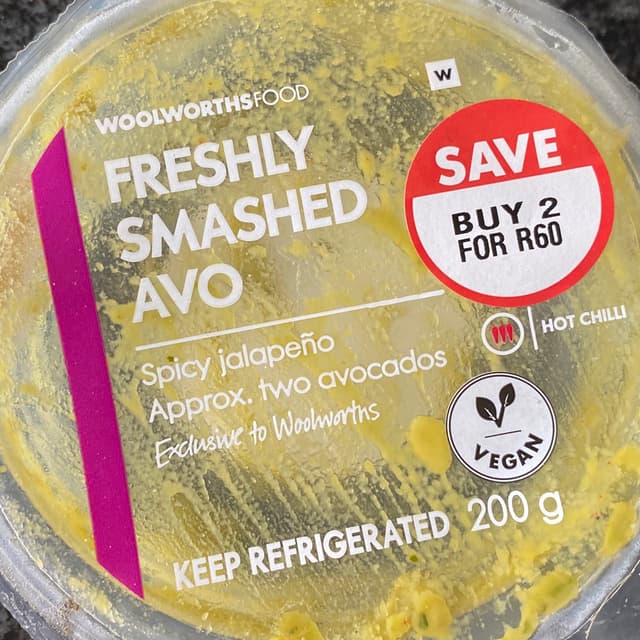 WOOLWORTHSFOOD
W
FRESHLY
SMASHED
AVO
SAVE
BUY 2
FOR R60
HOT CHILLI
Spicy jalapeño
Approx. two avocados
Exclusive to Woolworths
VEGAN
KEEP REFRIGERATED 200 g